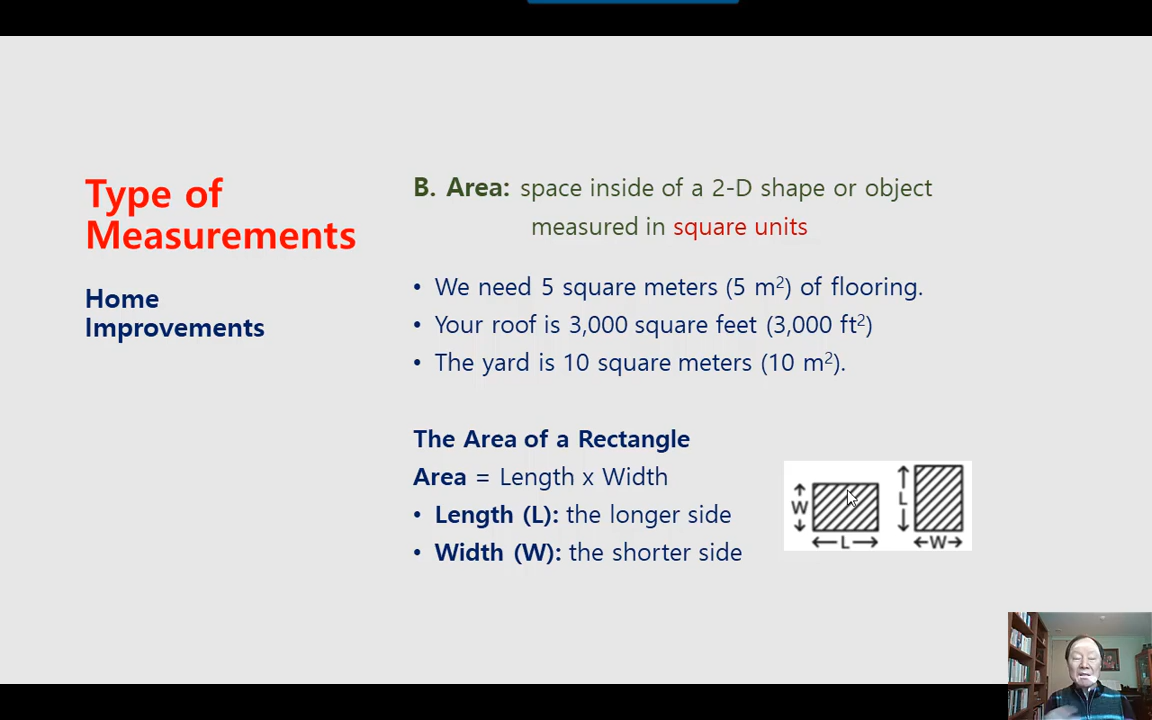 Type of
Measurements
Home
Improvements
B. Area: space inside of a 2-D shape or object
measured in square units
• We need 5 square meters (5 m²) of flooring.
• Your roof is 3,000 square feet (3,000 ft²)
• The yard is 10 square meters (10 m²).
The Area of a Rectangle
Area = Length x Width
• Length (L): the longer side
• Width (W): the shorter side
W
L
L
W